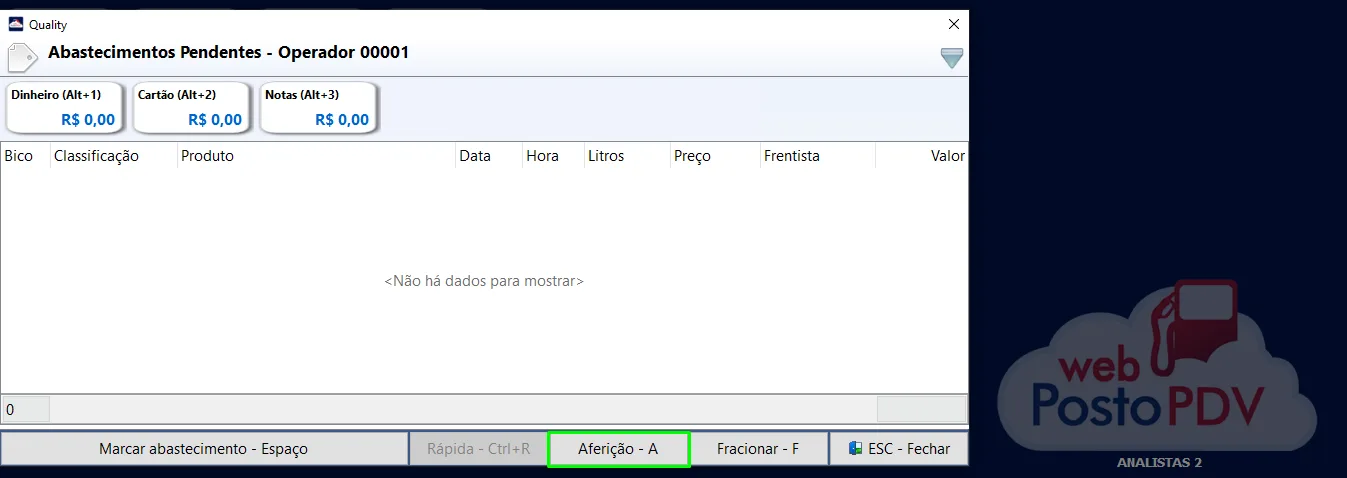 Quality
Abastecimentos Pendentes - Operador 00001
Dinheiro (Alt+1) Cartão (Alt+2) Notas (Alt+3)
R$ 0,00 R$ 0,00 R$ 0,00
Bico Classificação Produto Data Hora Litros Preço Frentista Valor
<Não há dados para mostrar>
0
Marcar abastecimento - Espaço Rápida - Ctrl+R Aferição - A Fracionar - F ESC - Fechar
web
PostoPDV
ANALISTAS 2